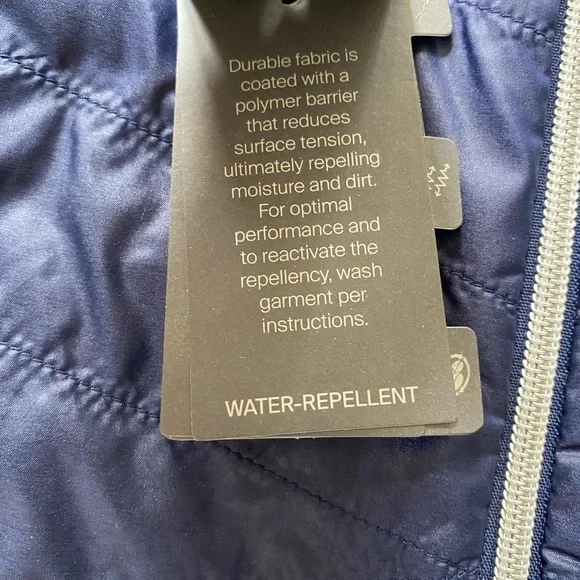 Durable fabric is
coated with a
polymer barrier
that reduces
surface tension,
ultimately repelling
moisture and dirt.
For optimal
performance and
to reactivate the
repellency, wash
garment per
instructions.
WATER-REPELLENT